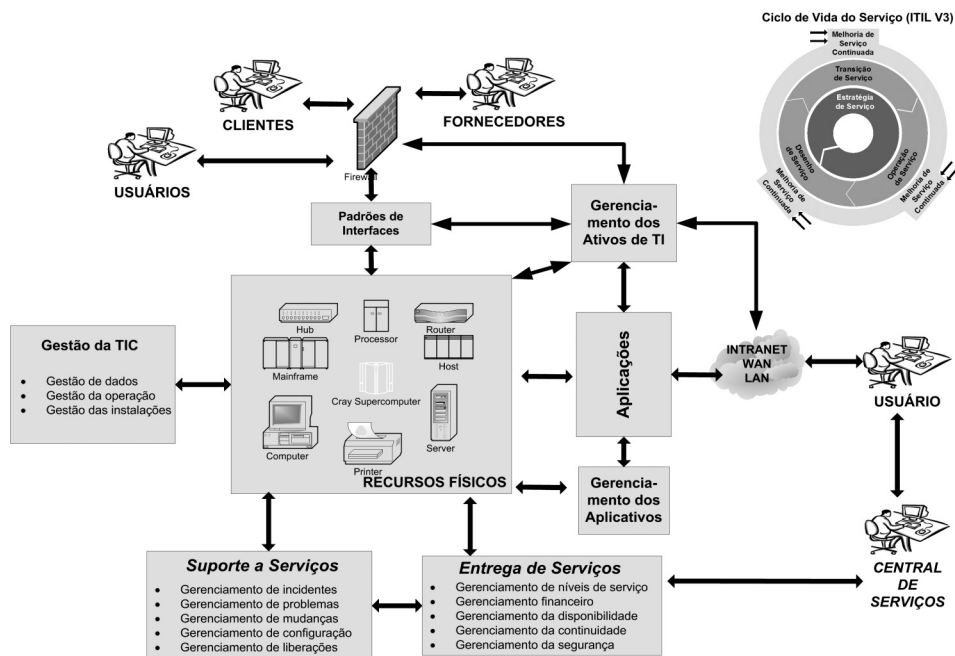 Ciclo de Vida do Serviço (ITIL V3)
Melhoria de
Serviço
Continuada
Transição
de Serviço
Estratégia
de Serviço
Desenho
de Serviço
Operação
de Serviço
Melhoria de
Serviço
Continuada
Melhoria de
Serviço
Continuada
CLIENTES
FORNECEDORES
USUÁRIOS
Firewall
Padrões de
Interfaces
Gerencia-
mento dos
Ativos de TI
Gestão da TIC
• Gestão de dados
• Gestão da operação
• Gestão das instalações
Hub
Processor
Router
Mainframe
Host
Cray Supercomputer
Computer
Printer
Server
RECURSOS FÍSICOS
Aplicações
INTRANET
WAN
LAN
USUÁRIO
Gerencia-
mento dos
Aplicativos
Suporte a Serviços
• Gerenciamento de incidentes
• Gerenciamento de problemas
• Gerenciamento de mudanças
• Gerenciamento de configuração
• Gerenciamento de liberações
Entrega de Serviços
• Gerenciamento de níveis de serviço
• Gerenciamento financeiro
• Gerenciamento da disponibilidade
• Gerenciamento da continuidade
• Gerenciamento da segurança
CENTRAL
DE
SERVIÇOS